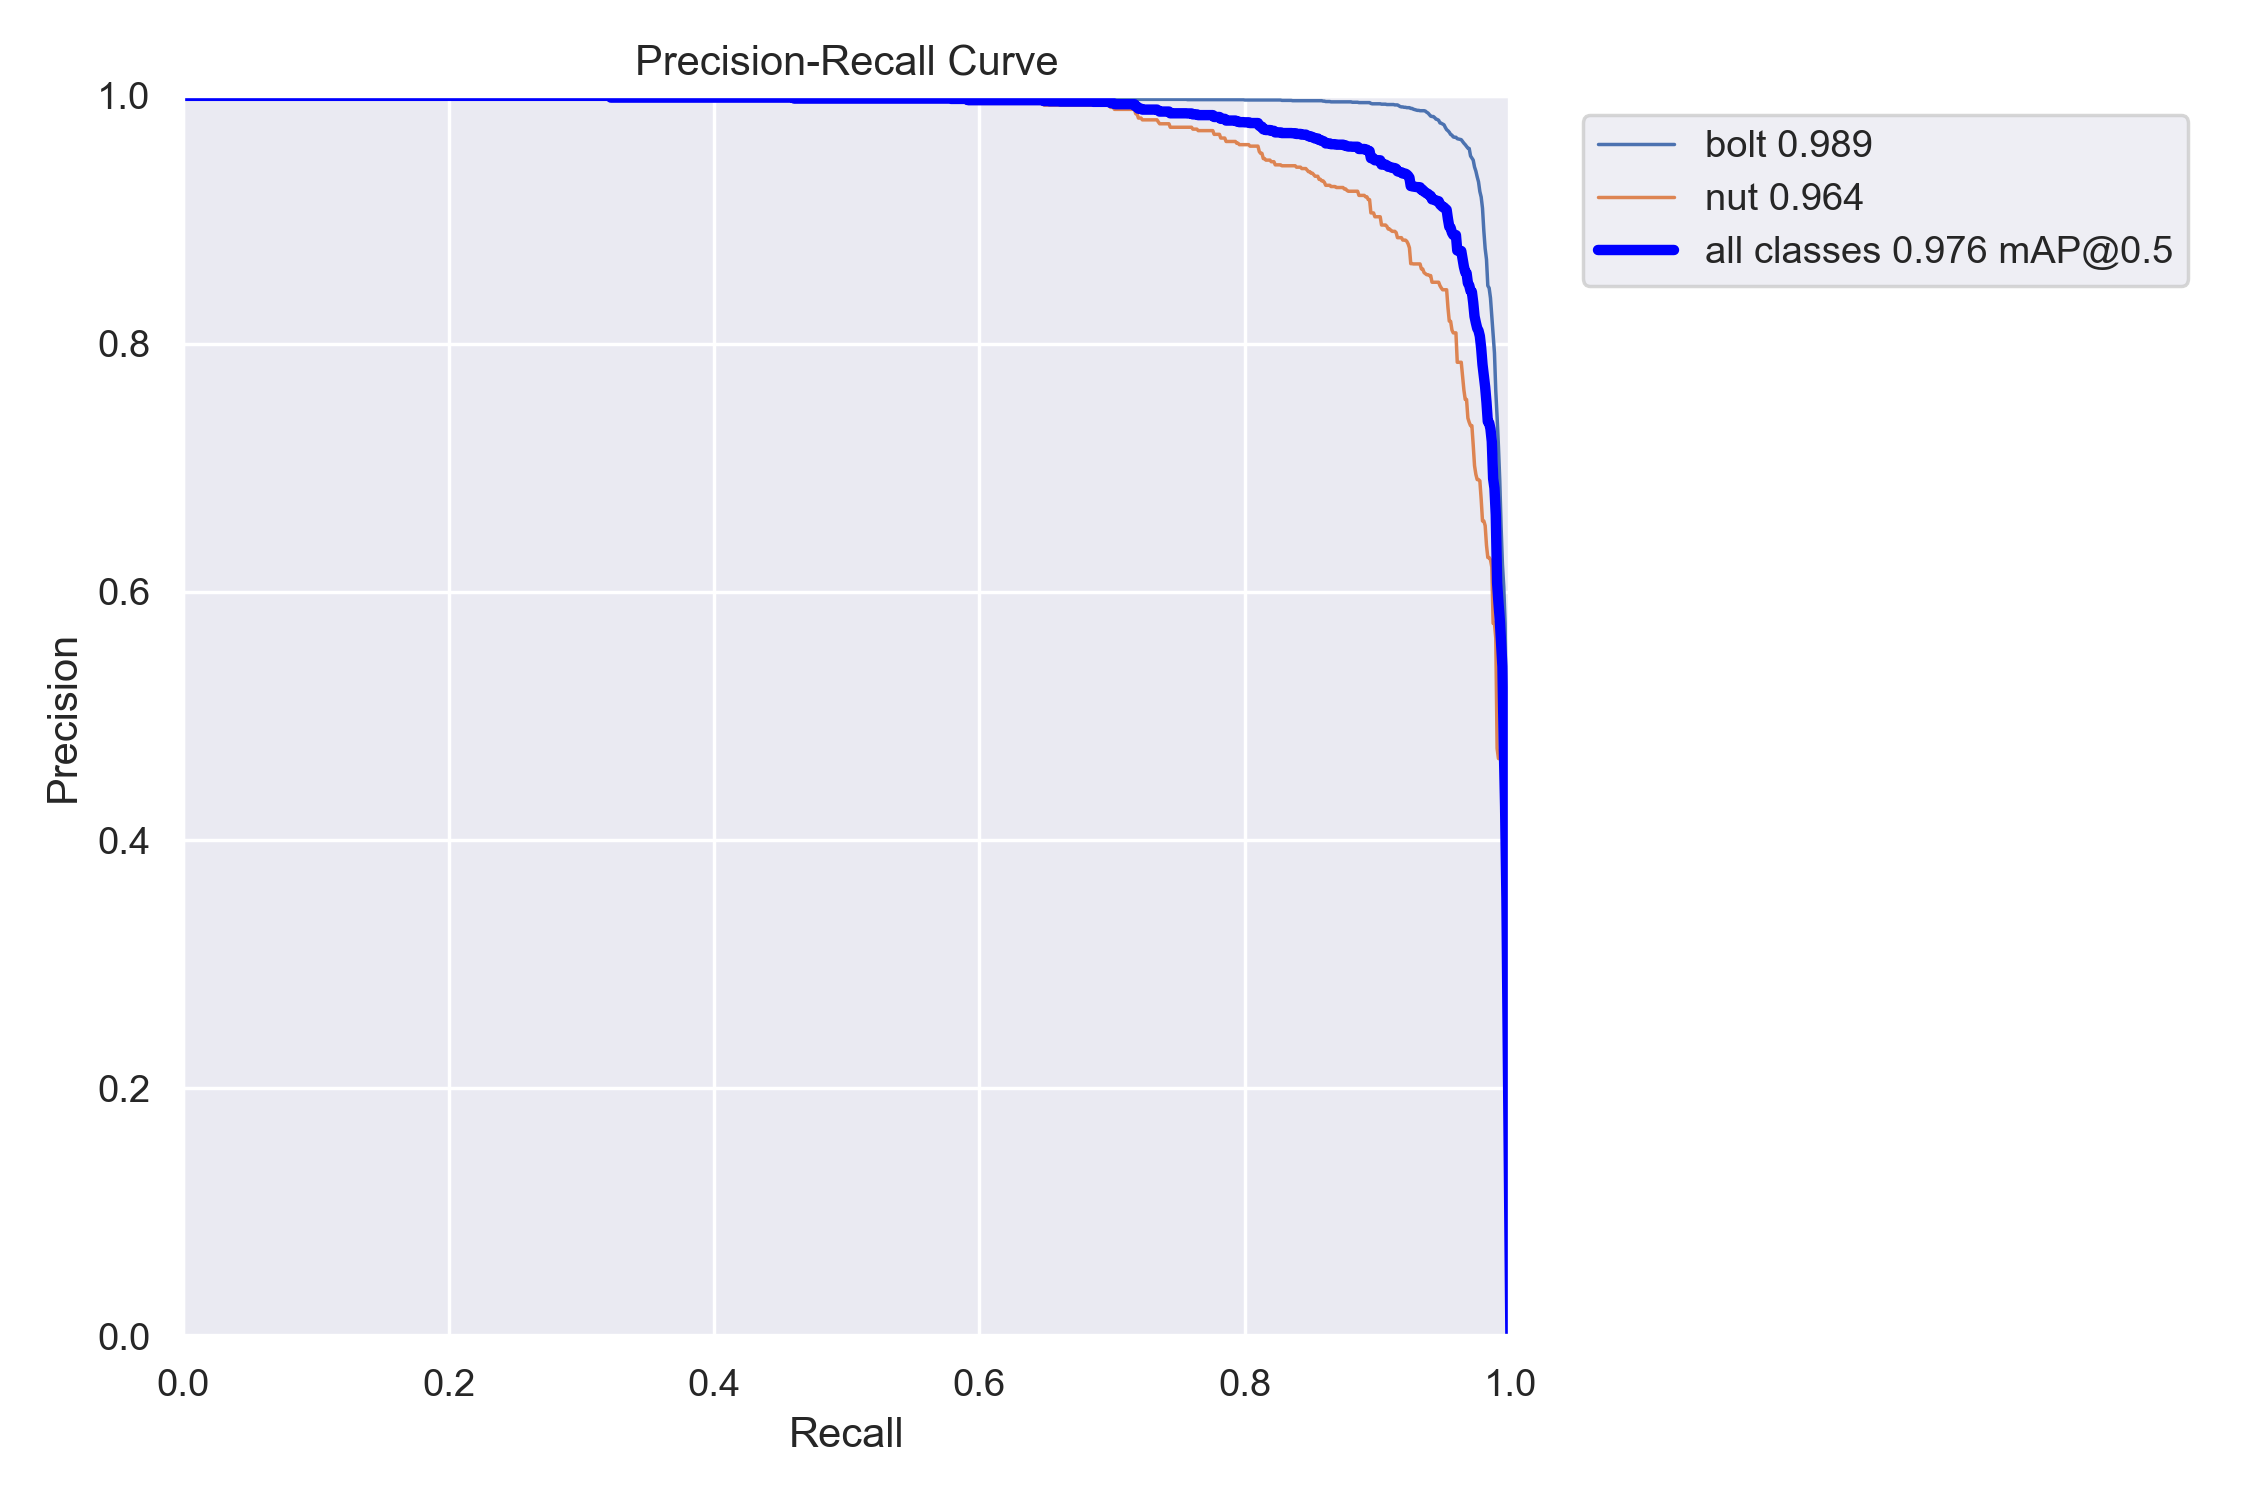 Precision-Recall Curve
1.0
0.8
0.6
0.4
0.2
0.0
Precision
0.0 0.2 0.4 0.6 0.8 1.0
Recall
bolt 0.989
nut 0.964
all classes 0.976 mAP@0.5